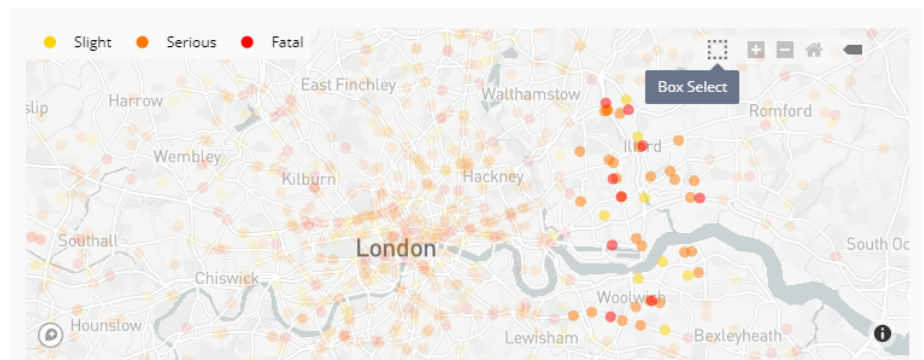 Slight Serious Fatal
Box Select
East Finchley
Walthamstow
Harrow
Romford
slip
Ilford
Wembley
Kilburn
Hackney
Southall
London
South Oc
Chiswick
Woolwich
Hounslow
Lewisham
Bexleyheath